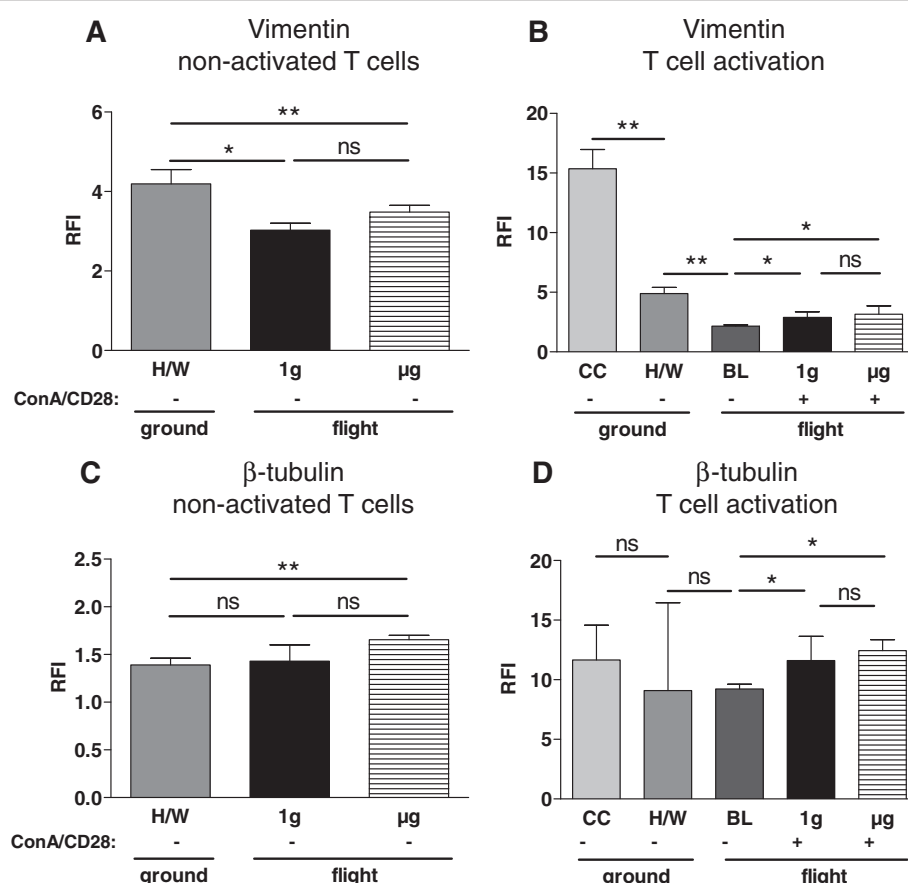 A
Vimentin
non-activated T cells
6
4
2
0
RFI
**
*
ns
H/W
1g
µg
ConA/CD28:
-
-
-
ground
flight
B
Vimentin
T cell activation
20
15
10
5
0
RFI
**
*
**
*
ns
CC
H/W
BL
1g
µg
-
-
-
+
+
ground
flight
C
β-tubulin
non-activated T cells
2.5
2.0
1.5
1.0
0.5
0.0
RFI
**
ns
ns
H/W
1g
µg
ConA/CD28:
-
-
-
ground
flight
D
β-tubulin
T cell activation
20
15
10
5
0
RFI
ns
*
ns
*
ns
CC
H/W
BL
1g
µg
-
-
-
+
+
ground
flight